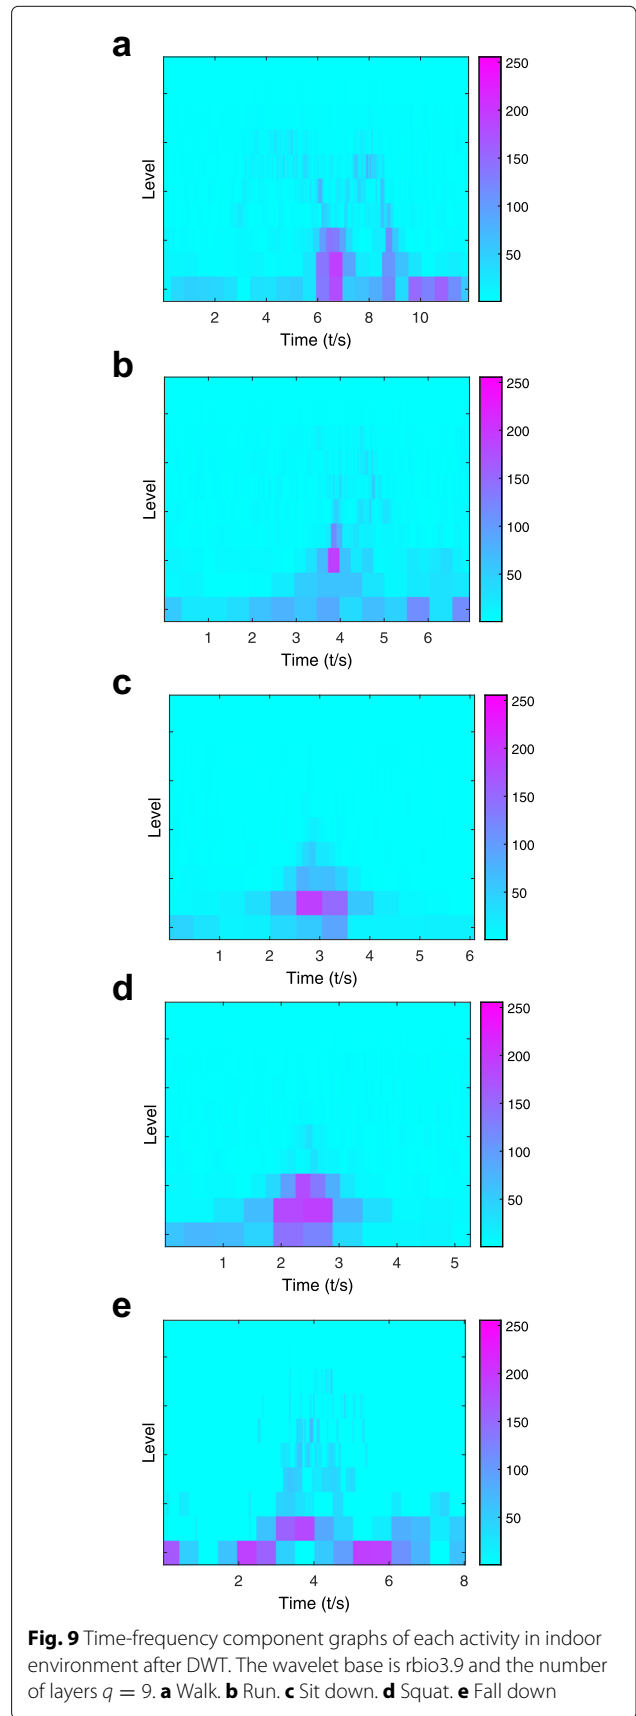 a
250
200
150
100
50
Level
2 4 6 8 10
Time (t/s)
b
250
200
150
100
50
Level
1 2 3 4 5 6
Time (t/s)
c
250
200
150
100
50
Level
1 2 3 4 5 6
Time (t/s)
d
250
200
150
100
50
Level
1 2 3 4 5
Time (t/s)
e
250
200
150
100
50
Level
2 4 6 8
Time (t/s)
Fig. 9 Time-frequency component graphs of each activity in indoor
environment after DWT. The wavelet base is rbio3.9 and the number
of layers q = 9. a Walk. b Run. c Sit down. d Squat. e Fall down